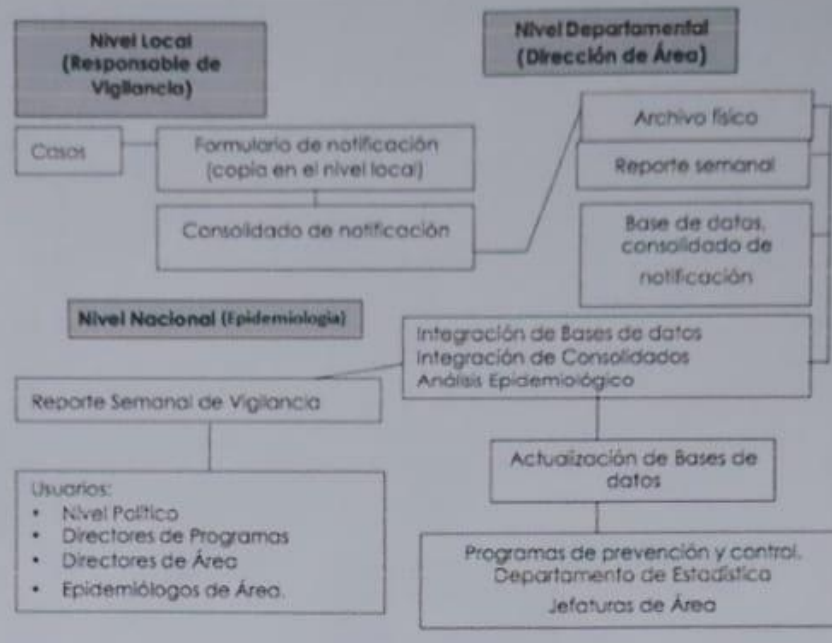 Nivel Local
(Responsable de
Vigilancia)
Nivel Departamental
(Dirección de Área)
Casos
Formulario de notificación
(copia en el nivel local)
Consolidado de notificación
Archivo físico
Reporte semanal
Base de datos,
consolidado de
notificación
Nivel Nacional (Epidemiología)
Integración de Bases de datos
Integración de Consolidados
Análisis Epidemiológico
Reporte Semanal de Vigilancia
Actualización de Bases de
datos
Usuarios:
• Nivel Político
• Directores de Programas
• Directores de Área
• Epidemiólogos de Área.
Programas de prevención y control.
Departamento de Estadística
Jefaturas de Área